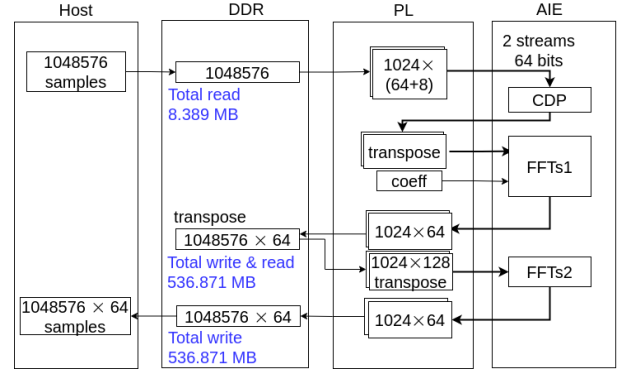 Host
DDR
PL
AIE
1048576
samples
1048576
Total read
8.389 MB
1024×
(64+8)
2 streams
64 bits
CDP
transpose
coeff
FFTs1
transpose
1048576 × 64
Total write & read
536.871 MB
1024×64
1024×128
transpose
FFTs2
1048576 × 64
samples
1048576 × 64
Total write
536.871 MB
1024×64